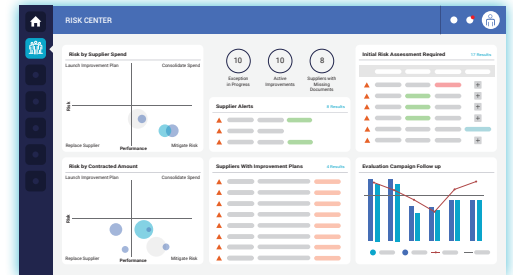 RISK CENTER
Risk by Supplier Spend
Launch Improvement Plan Consolidate Spend
Risk
Replace Supplier Performance Mitigate Risk
10 10 8
Exception in Progress
Active Improvements
Suppliers with Missing Documents
Supplier Alerts 8 Results
Initial Risk Assessment Required 17 Results
Risk by Contracted Amount
Launch Improvement Plan Consolidate Spend
Risk
Replace Supplier Performance Mitigate Risk
Suppliers With Improvement Plans 4 Results
Evaluation Campaign Follow up